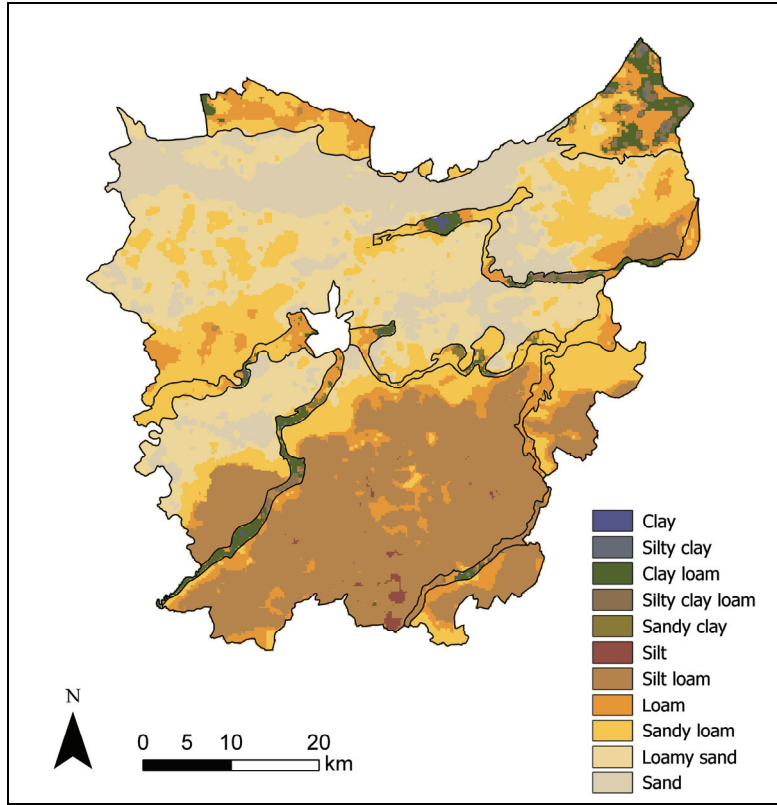 Clay
Silty clay
Clay loam
Silty clay loam
Sandy clay
Silt
Silt loam
Loam
Sandy loam
Loamy sand
Sand
N
0 10 20
km